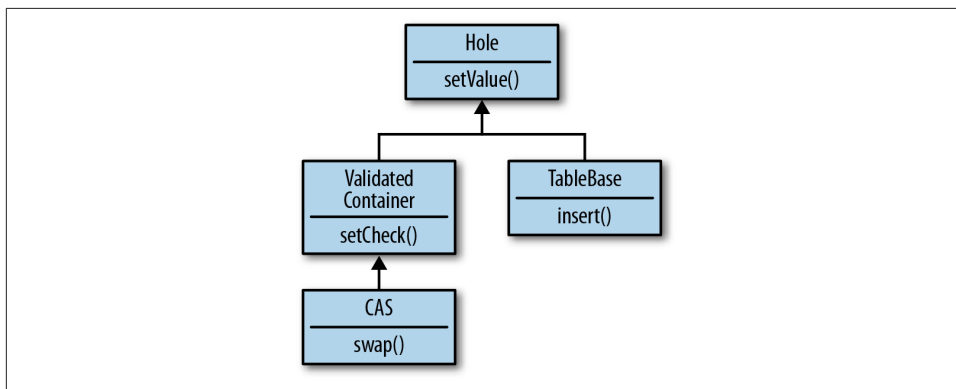 Hole
setValue()
Validated
Container
setCheck()
TableBase
insert()
CAS
swap()